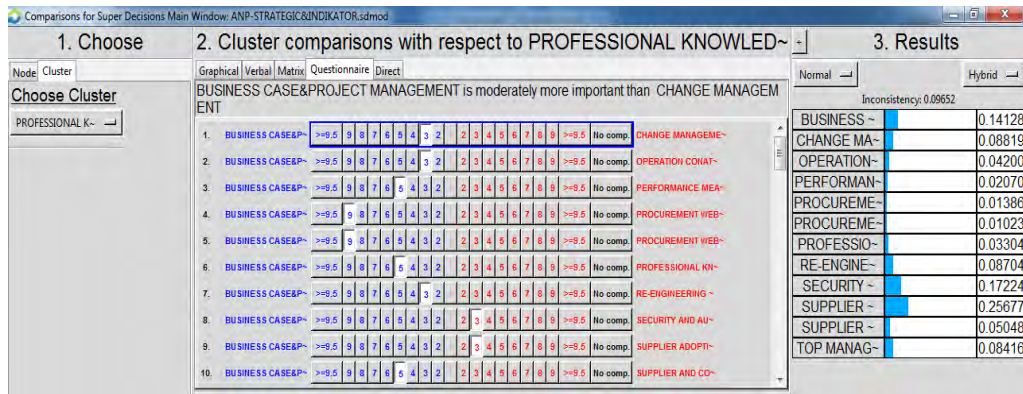 Comparisons for Super Decisions Main Window: ANP-STRATEGIC&INDIKATOR.sdmod
1. Choose
Node Cluster
Choose Cluster
PROFESSIONAL K~
2. Cluster comparisons with respect to PROFESSIONAL KNOWLED~
Graphical Verbal Matrix Questionnaire Direct
BUSINESS CASE&PROJECT MANAGEMENT is moderately more important than CHANGE MANAGEM
ENT
1. BUSINESS CASE&P~ >=9.5 9 8 7 6 5 4 3 2 2 3 4 5 6 7 8 9 >=9.5 No comp. CHANGE MANAGEME~
2. BUSINESS CASE&P~ >=9.5 9 8 7 6 5 4 3 2 2 3 4 5 6 7 8 9 >=9.5 No comp. OPERATION CONAT~
3. BUSINESS CASE&P~ >=9.5 9 8 7 6 5 4 3 2 2 3 4 5 6 7 8 9 >=9.5 No comp. PERFORMANCE MEA~
4. BUSINESS CASE&P~ >=9.5 9 8 7 6 5 4 3 2 2 3 4 5 6 7 8 9 >=9.5 No comp. PROCUREMENT WEB~
5. BUSINESS CASE&P~ >=9.5 9 8 7 6 5 4 3 2 2 3 4 5 6 7 8 9 >=9.5 No comp. PROCUREMENT WEB~
6. BUSINESS CASE&P~ >=9.5 9 8 7 6 5 4 3 2 2 3 4 5 6 7 8 9 >=9.5 No comp. PROFESSIONAL KN~
7. BUSINESS CASE&P~ >=9.5 9 8 7 6 5 4 3 2 2 3 4 5 6 7 8 9 >=9.5 No comp. RE-ENGINEERING ~
8. BUSINESS CASE&P~ >=9.5 9 8 7 6 5 4 3 2 2 3 4 5 6 7 8 9 >=9.5 No comp. SECURITY AND AU~
9. BUSINESS CASE&P~ >=9.5 9 8 7 6 5 4 3 2 2 3 4 5 6 7 8 9 >=9.5 No comp. SUPPLIER ADOPTI~
10. BUSINESS CASE&P~ >=9.5 9 8 7 6 5 4 3 2 2 3 4 5 6 7 8 9 >=9.5 No comp. SUPPLIER AND CO~
3. Results
Normal Hybrid
Inconsistency: 0.09652
BUSINESS ~ 0.14128
CHANGE MA~ 0.08819
OPERATION~ 0.04200
PERFORMAN~ 0.02070
PROCUREME~ 0.01386
PROCUREME~ 0.01023
PROFESSIO~ 0.03304
RE-ENGINE~ 0.08704
SECURITY ~ 0.17224
SUPPLIER ~ 0.25677
SUPPLIER ~ 0.05048
TOP MANAG~ 0.08416